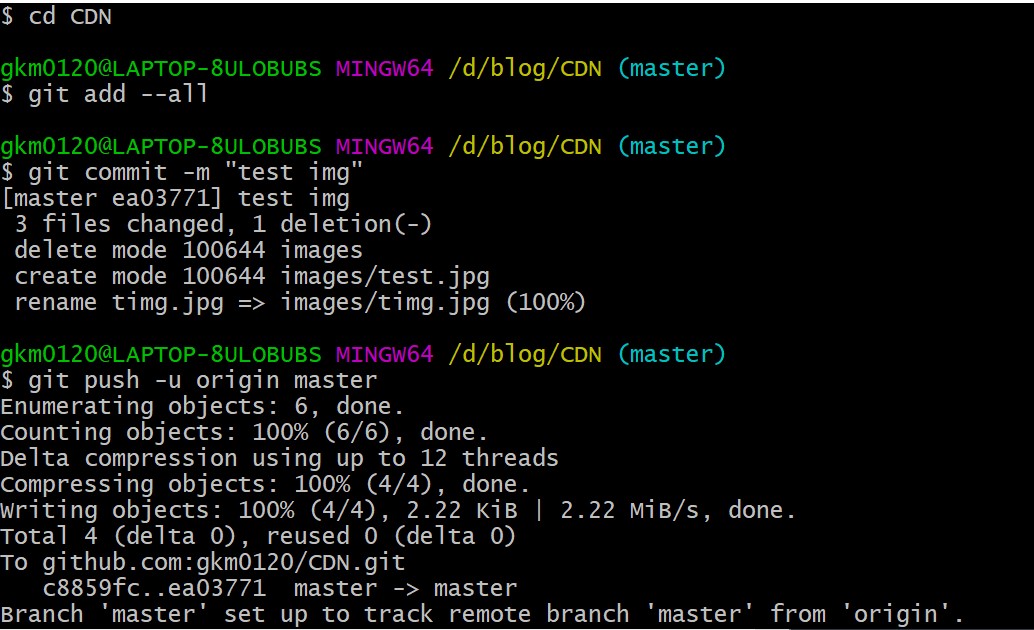 $ cd CDN
gkm0120@LAPTOP-8ULOBUBS MINGW64 /d/blog/CDN (master)
$ git add --all
gkm0120@LAPTOP-8ULOBUBS MINGW64 /d/blog/CDN (master)
$ git commit -m "test img"
[master ea03771] test img
 3 files changed, 1 deletion(-)
 delete mode 100644 images
 create mode 100644 images/test.jpg
 rename timg.jpg => images/timg.jpg (100%)
gkm0120@LAPTOP-8ULOBUBS MINGW64 /d/blog/CDN (master)
$ git push -u origin master
Enumerating objects: 6, done.
Counting objects: 100% (6/6), done.
Delta compression using up to 12 threads
Compressing objects: 100% (4/4), done.
Writing objects: 100% (4/4), 2.22 KiB | 2.22 MiB/s, done.
Total 4 (delta 0), reused 0 (delta 0)
To github.com:gkm0120/CDN.git
   c8859fc..ea03771  master -> master
Branch 'master' set up to track remote branch 'master' from 'origin'.